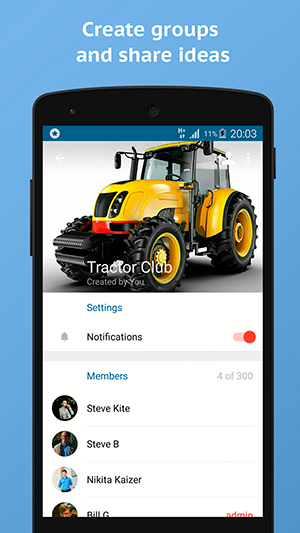 Create groups
and share ideas
11% 20:03
Tractor Club
Created by You
Settings
Notifications
Members 4 of 300
Steve Kite
Steve B
Nikita Kaizer
Bill G admin